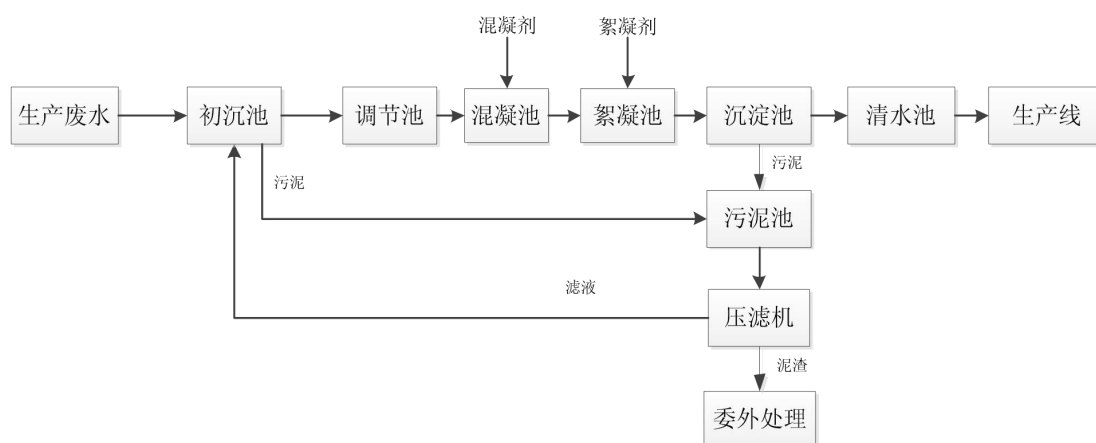 混凝剂
絮凝剂
生产废水
初沉池
调节池
混凝池
絮凝池
沉淀池
清水池
生产线
污泥
污泥
污泥池
滤液
压滤机
泥渣
委外处理